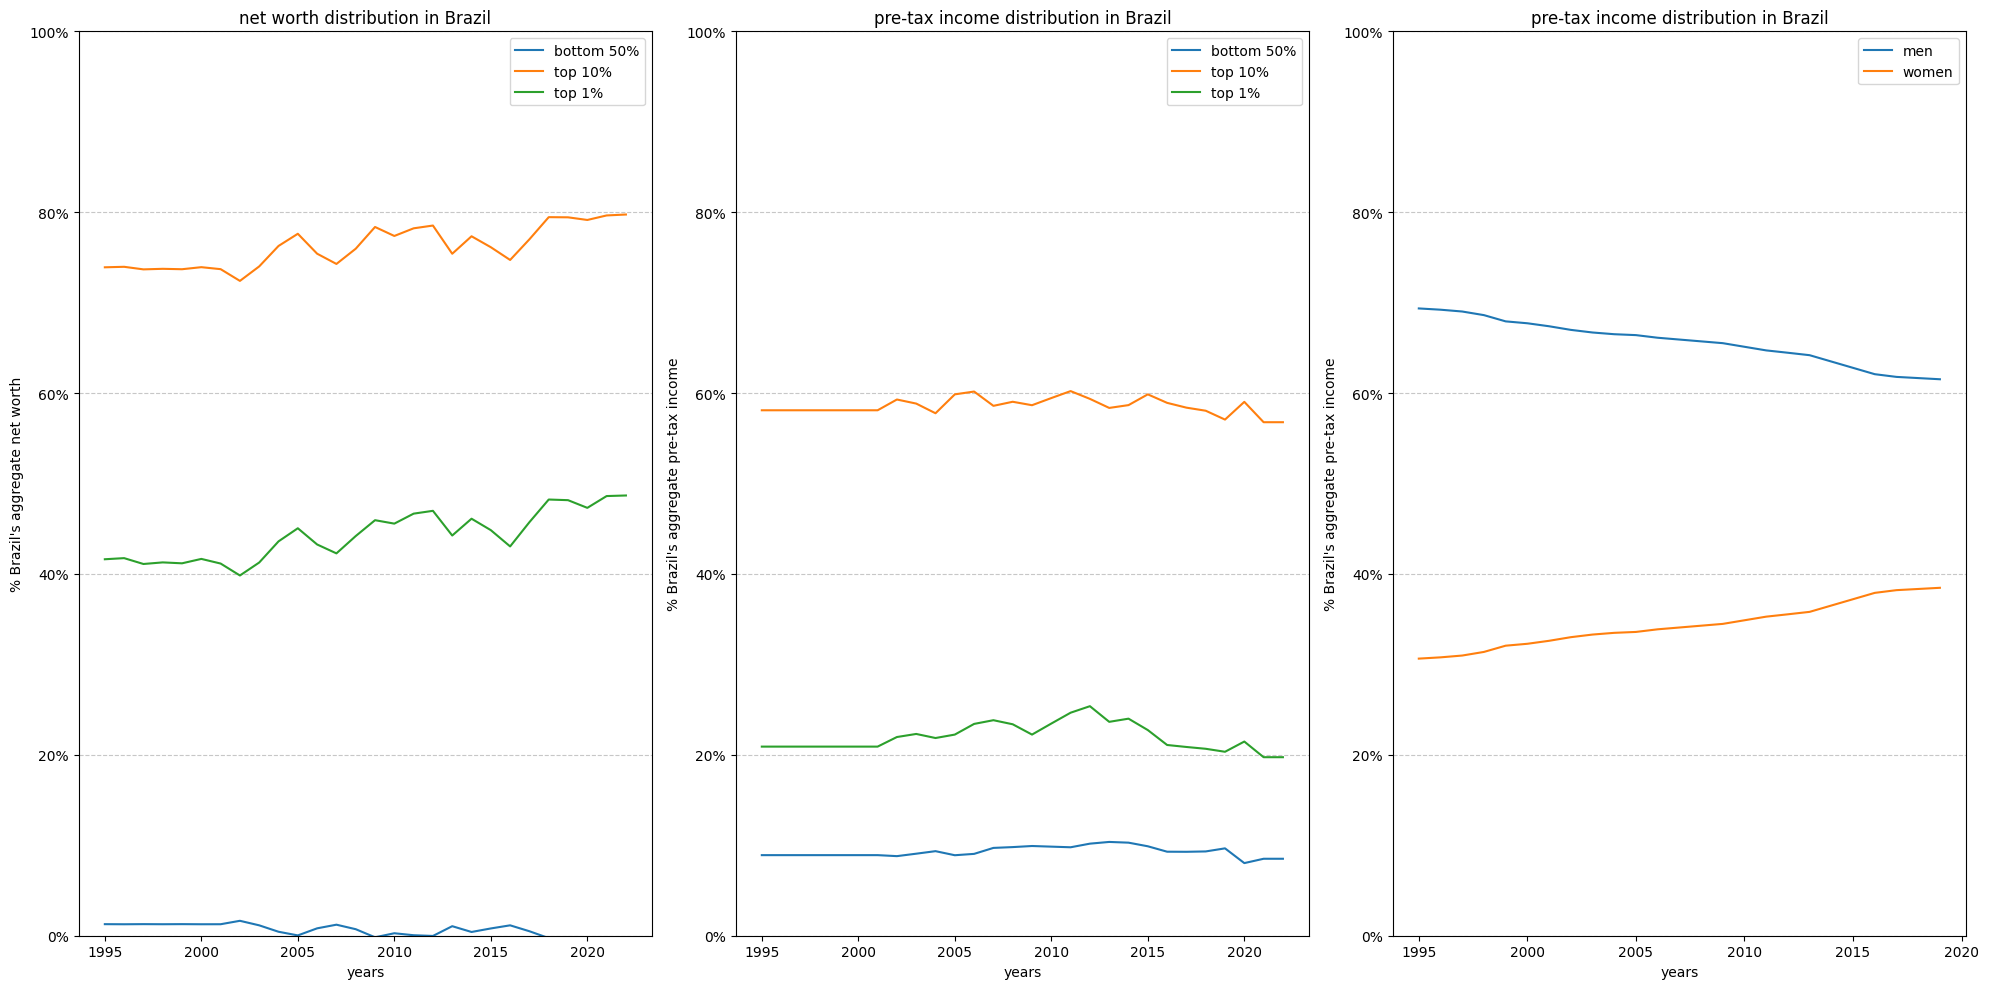 net worth distribution in Brazil
100%
80%
60%
40%
20%
0%
% Brazil's aggregate net worth
bottom 50%
top 10%
top 1%
1995 2000 2005 2010 2015 2020
years
pre-tax income distribution in Brazil
100%
80%
60%
40%
20%
0%
% Brazil's aggregate pre-tax income
bottom 50%
top 10%
top 1%
1995 2000 2005 2010 2015 2020
years
pre-tax income distribution in Brazil
100%
80%
60%
40%
20%
0%
% Brazil's aggregate pre-tax income
men
women
1995 2000 2005 2010 2015 2020
years